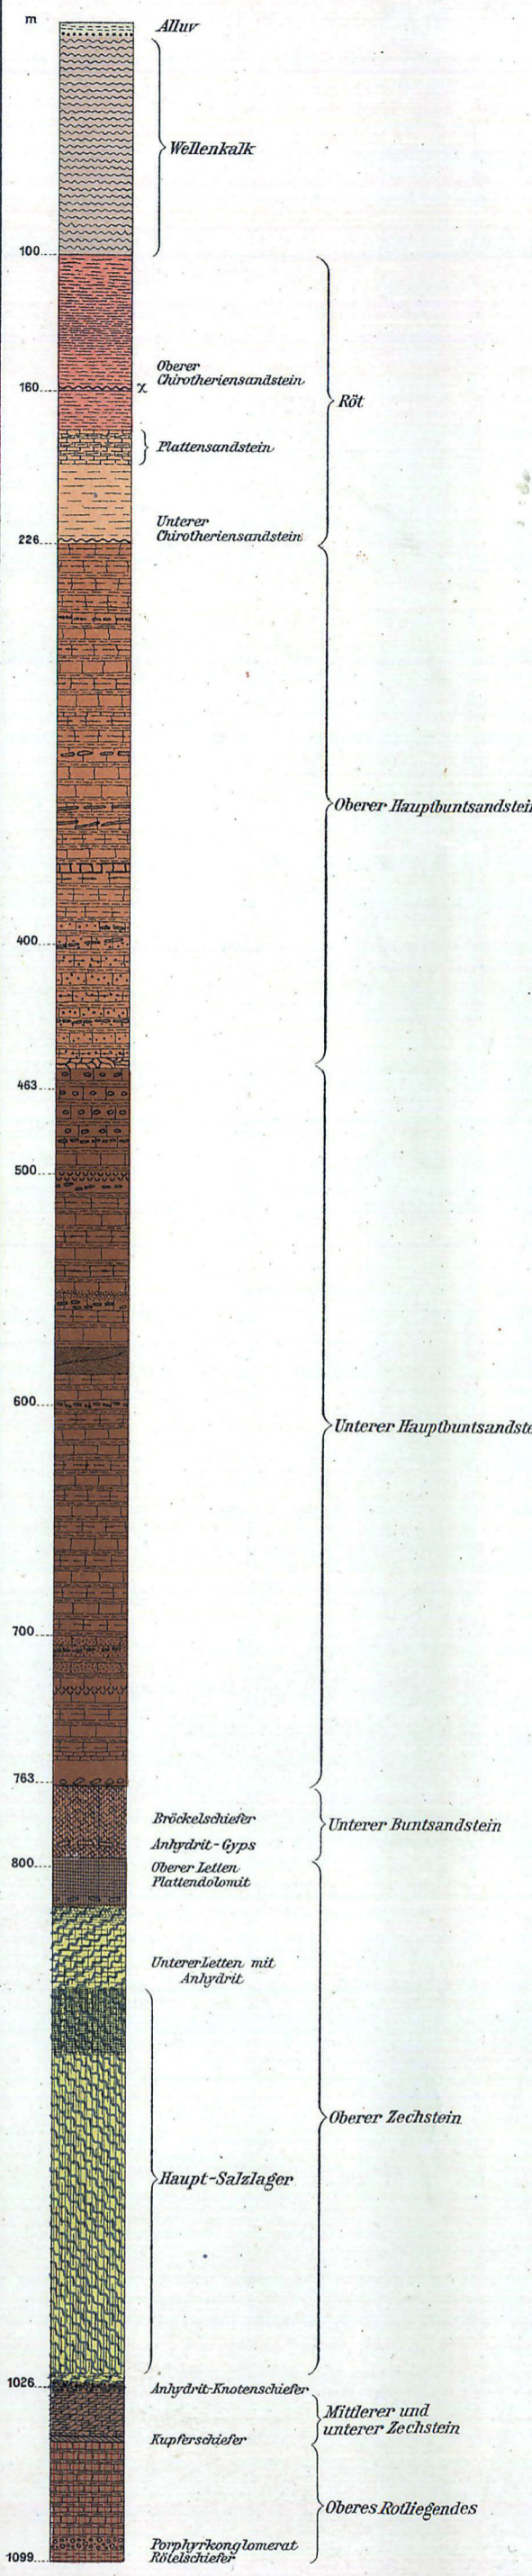 m
Alluv
Wellenkalk
100
Oberer
Chirotheriensandstein
160
χ
Röt
Plattensandstein
Unterer
Chirotheriensandstein
226
Oberer Hauptbuntsandstein
400
463
500
600
Unterer Hauptbuntsandste
700
763
Bröckelschiefer
Unterer Buntsandstein
Anhydrit-Gyps
800
Oberer Letten
Plattendolomit
Unterer Letten mit
Anhydrit
Oberer Zechstein
Haupt-Salzlager
1026
Anhydrit-Knotenschiefer
Mittlerer und
unterer Zechstein
Kupferschiefer
Oberes Rotliegendes
Porphyrkonglomerat
Rötelschiefer
1099